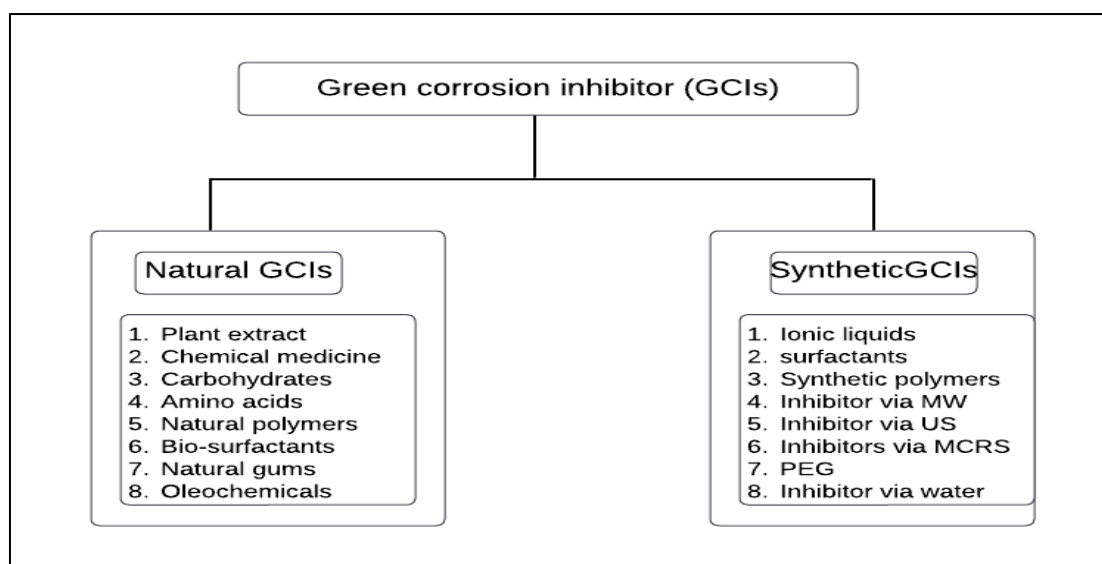 Green corrosion inhibitor (GCIs)
Natural GCIs
1. Plant extract
2. Chemical medicine
3. Carbohydrates
4. Amino acids
5. Natural polymers
6. Bio-surfactants
7. Natural gums
8. Oleochemicals
SyntheticGCIs
1. Ionic liquids
2. surfactants
3. Synthetic polymers
4. Inhibitor via MW
5. Inhibitor via US
6. Inhibitors via MCRS
7. PEG
8. Inhibitor via water